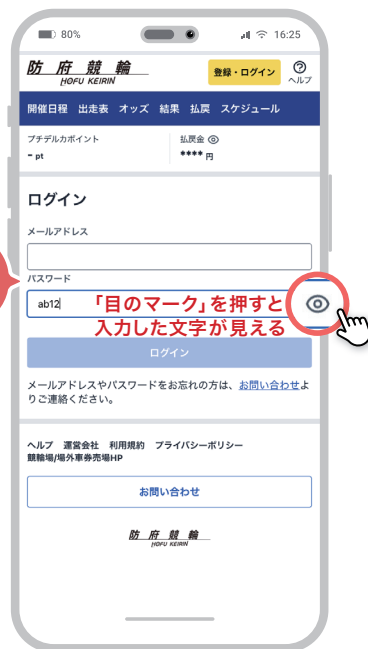 80%
16:25
防府競輪
HOFU KEIRIN
登録・ログイン
ヘルプ
開催日程 出走表 オッズ 結果 払戻 スケジュール
プチデルカポイント
- pt
払戻金
**** 円
ログイン
メールアドレス
パスワード
ab12
「目のマーク」を押すと
入力した文字が見える
ログイン
メールアドレスやパスワードをお忘れの方は、お問い合わせよ
りご連絡ください。
ヘルプ 運営会社 利用規約 プライバシーポリシー
競輪場/場外車券売場HP
お問い合わせ
防府競輪
HOFU KEIRIN